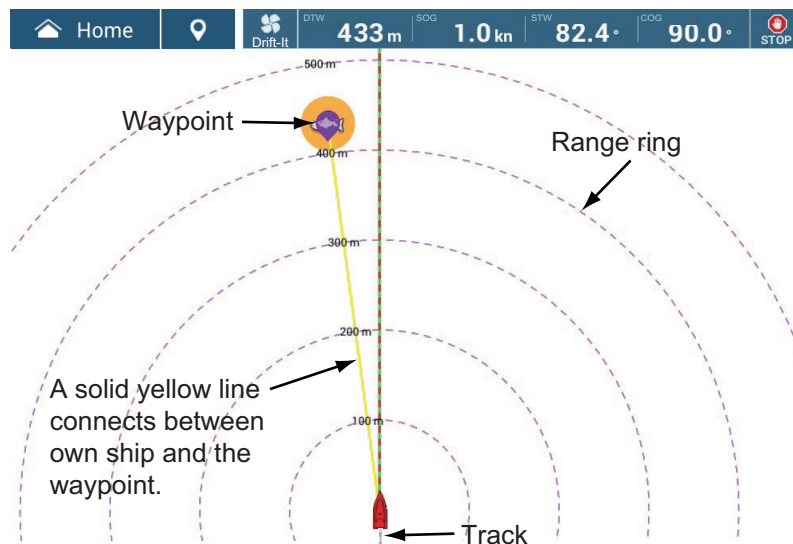 Home
Drift-It
DTW 433 m
SOG 1.0 kn
STW 82.4 °
COG 90.0 °
STOP
500 m
Waypoint
400 m
Range ring
300 m
200 m
A solid yellow line
connects between
own ship and the
waypoint.
100 m
Track